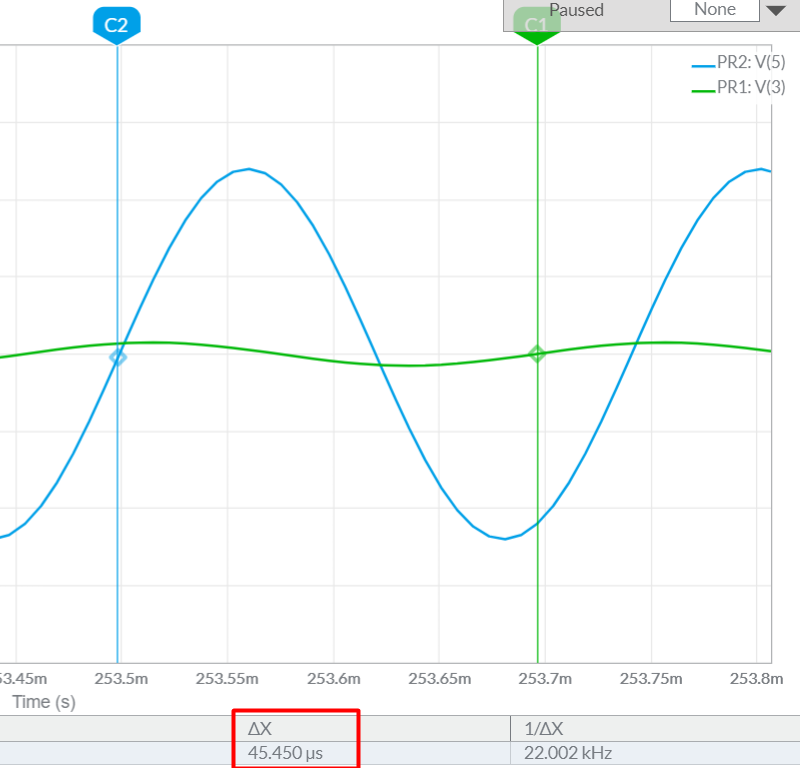 Paused
None
C2
C1
PR2: V(5)
PR1: V(3)
53.45m 253.5m 253.55m 253.6m 253.65m 253.7m 253.75m 253.8m
Time (s)
ΔX 1/ΔX
45.450 µs 22.002 kHz